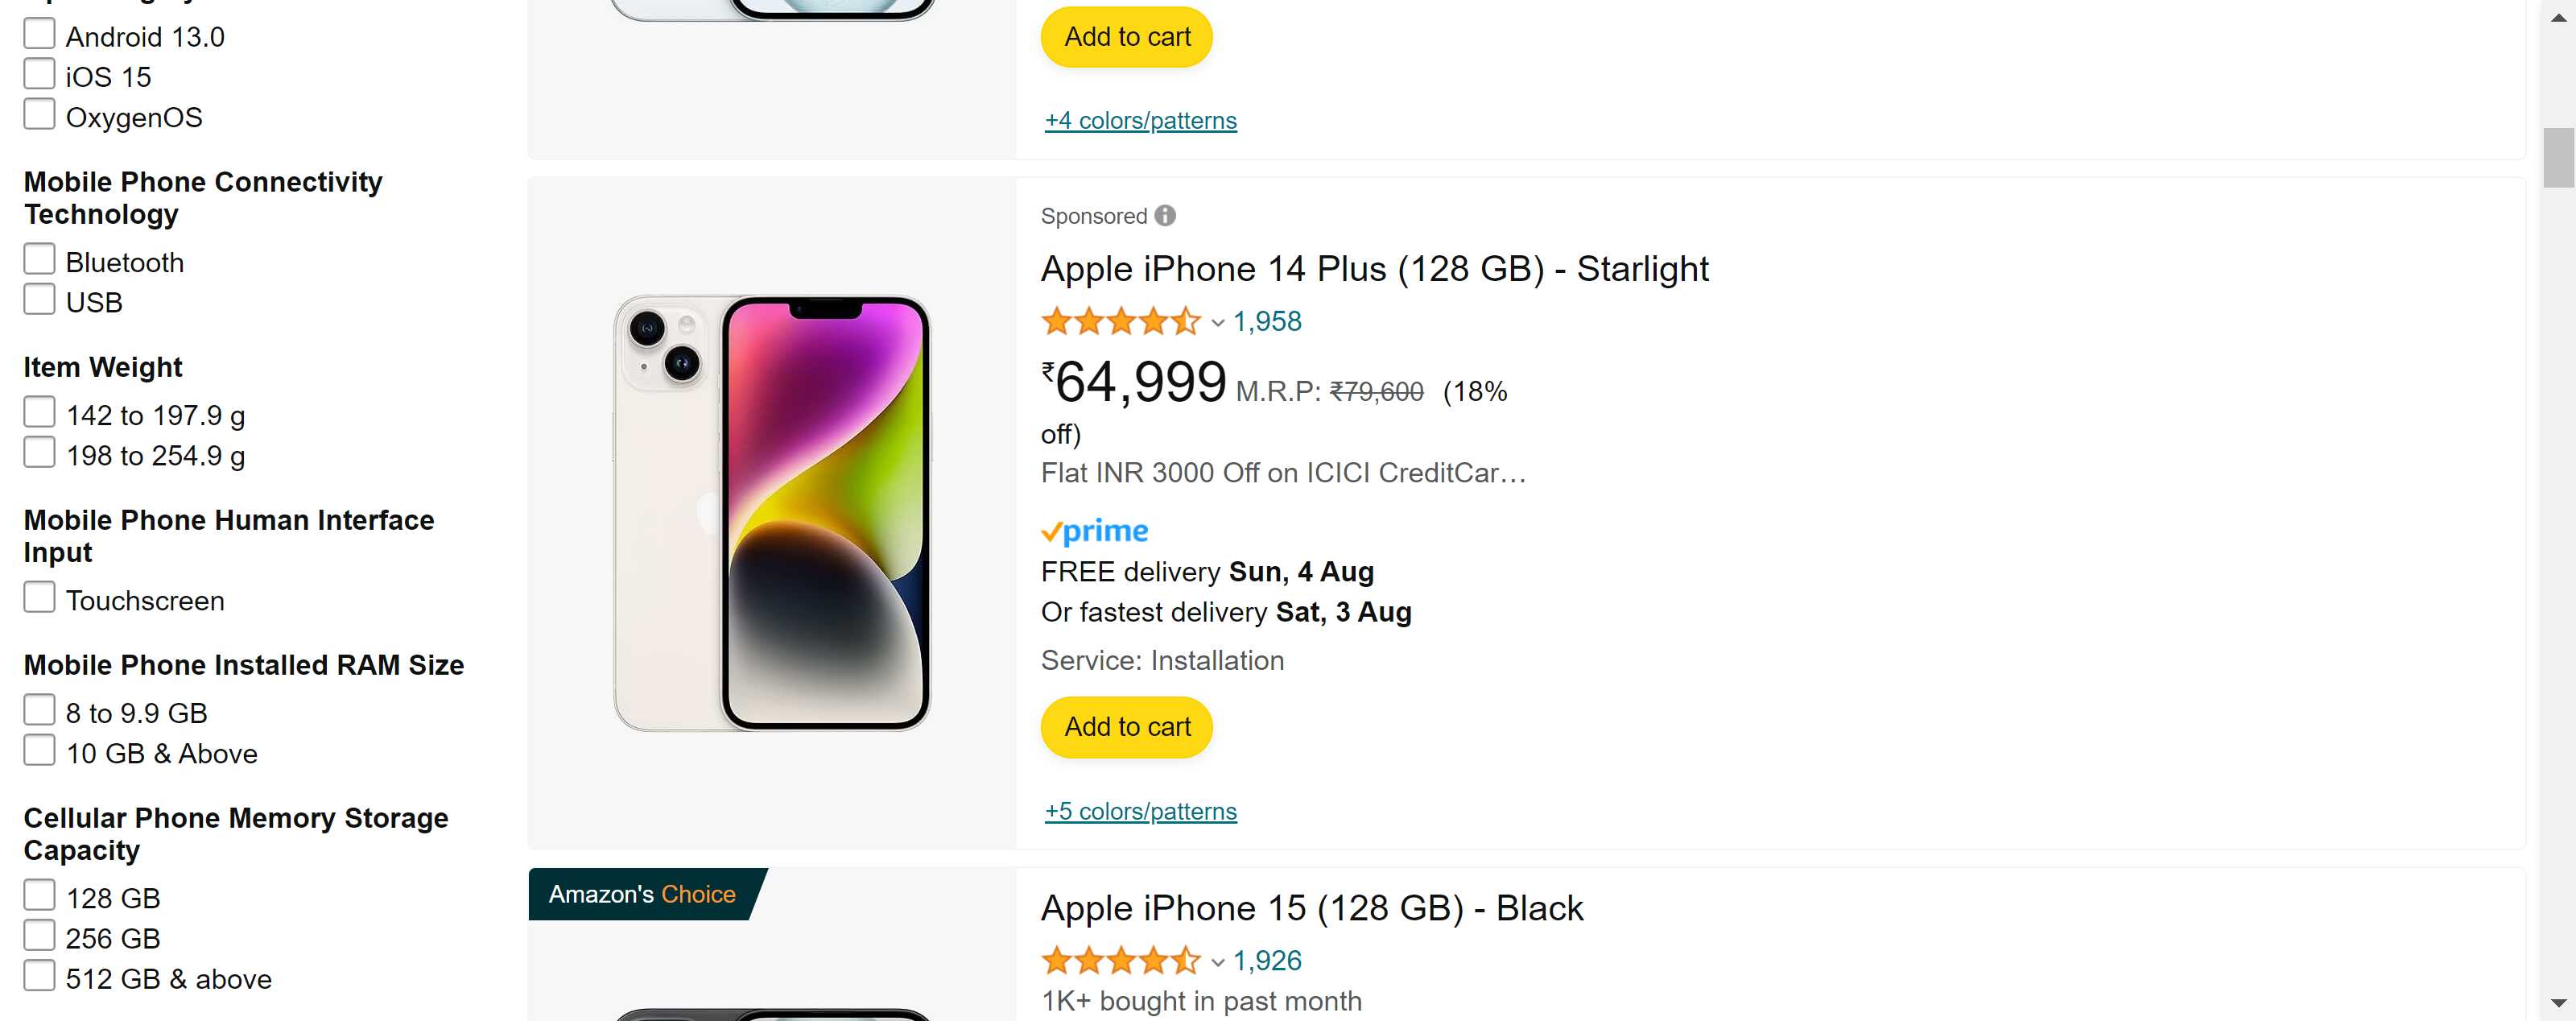 Android 13.0
iOS 15
OxygenOS
Mobile Phone Connectivity
Technology
Bluetooth
USB
Item Weight
142 to 197.9 g
198 to 254.9 g
Mobile Phone Human Interface
Input
Touchscreen
Mobile Phone Installed RAM Size
8 to 9.9 GB
10 GB & Above
Cellular Phone Memory Storage
Capacity
128 GB
256 GB
512 GB & above
Add to cart
+4 colors/patterns
Sponsored
Apple iPhone 14 Plus (128 GB) - Starlight
1,958
₹64,999 M.R.P: ₹79,600 (18%
off)
Flat INR 3000 Off on ICICI CreditCar…
prime
FREE delivery Sun, 4 Aug
Or fastest delivery Sat, 3 Aug
Service: Installation
Add to cart
+5 colors/patterns
Amazon's Choice
Apple iPhone 15 (128 GB) - Black
1,926
1K+ bought in past month